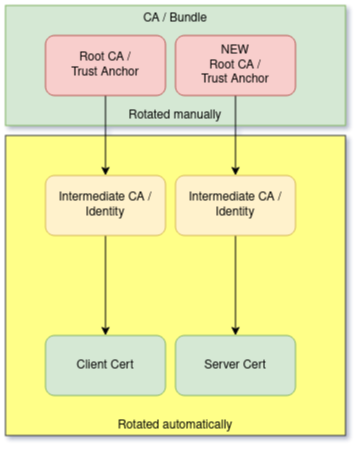 CA / Bundle
Root CA /
Trust Anchor
NEW
Root CA /
Trust Anchor
Rotated manually
Intermediate CA /
Identity
Intermediate CA /
Identity
Client Cert
Server Cert
Rotated automatically